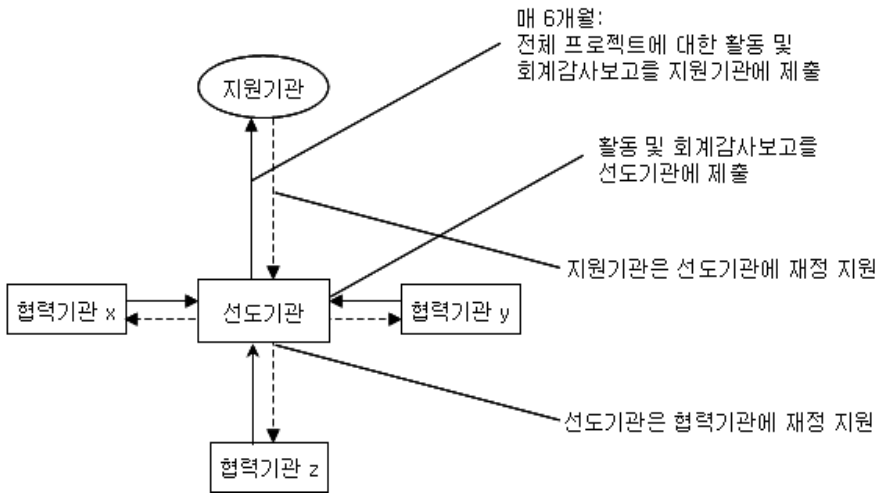 매 6개월:
전체 프로젝트에 대한 활동 및
회계감사보고를 지원기관에 제출
지원기관
활동 및 회계감사보고를
선도기관에 제출
지원기관은 선도기관에 재정 지원
협력기관 x
선도기관
협력기관 y
선도기관은 협력기관에 재정 지원
협력기관 z